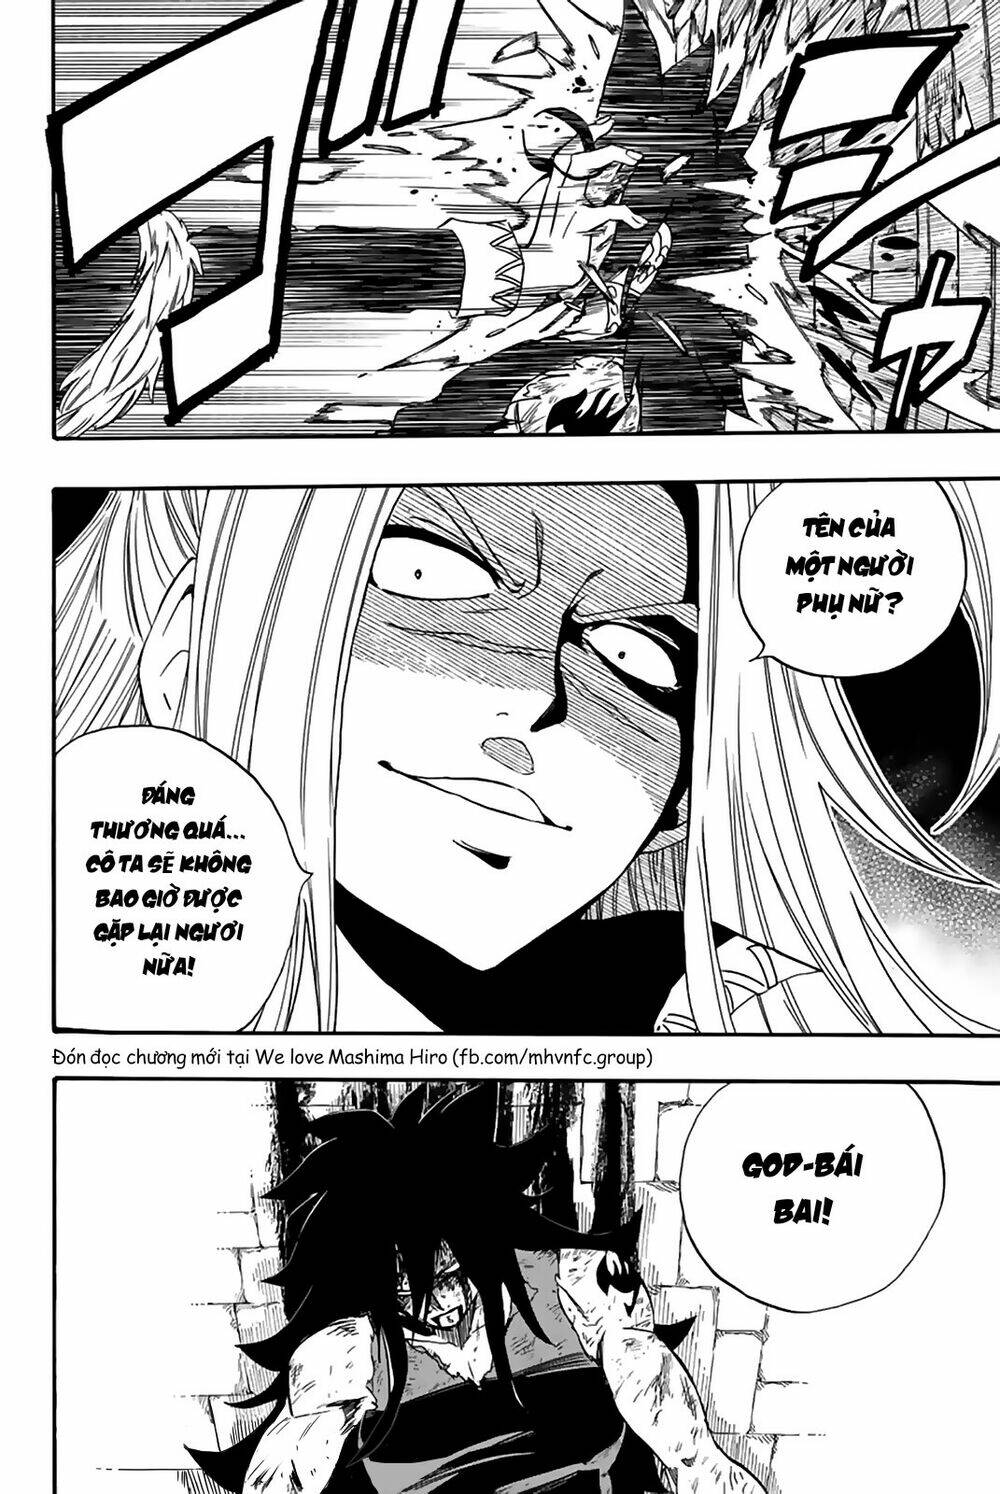 TÊN CỦA
MỘT NGƯỜI
PHỤ NỮ?
ĐÁNG
THƯƠNG QUÁ...
CÔ TA SẼ KHÔNG
BAO GIỜ ĐƯỢC
GẶP LẠI NGƯƠI
NỮA!
Đón đọc chương mới tại We love Mashima Hiro (fb.com/mhvnfc.group)
GOD-BÁI
BAI!